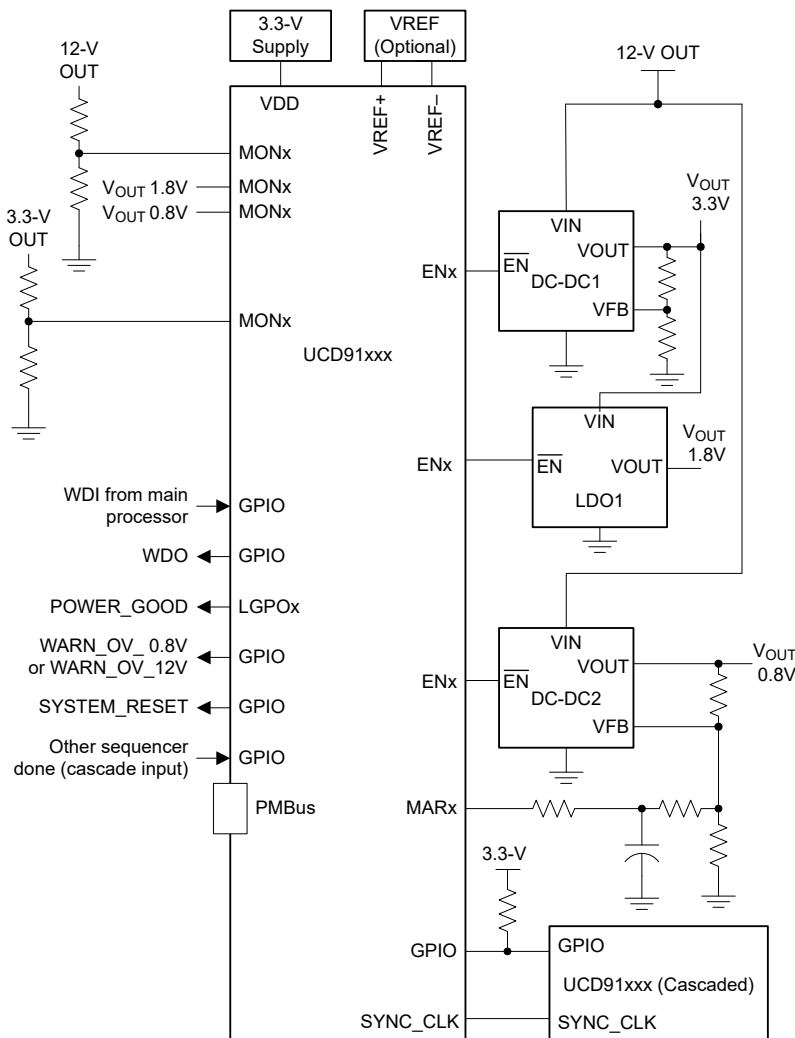 3.3-V
Supply
VREF
(Optional)
12-V
OUT
12-V OUT
VDD
VREF+
VREF–
MONx
VOUT 1.8V
MONx
VOUT 0.8V
MONx
3.3-V
OUT
MONx
UCD91xxx
VOUT
3.3V
VIN
VOUT
ENx
EN
DC-DC1
VFB
VIN
VOUT
1.8V
ENx
EN
VOUT
LDO1
WDI from main
processor
GPIO
WDO
GPIO
POWER_GOOD
LGPOx
WARN_OV_ 0.8V
or WARN_OV_12V
GPIO
SYSTEM_RESET
GPIO
Other sequencer
done (cascade input)
GPIO
PMBus
VIN
VOUT
VOUT
0.8V
ENx
EN
DC-DC2
VFB
MARx
3.3-V
GPIO
GPIO
UCD91xxx (Cascaded)
SYNC_CLK
SYNC_CLK